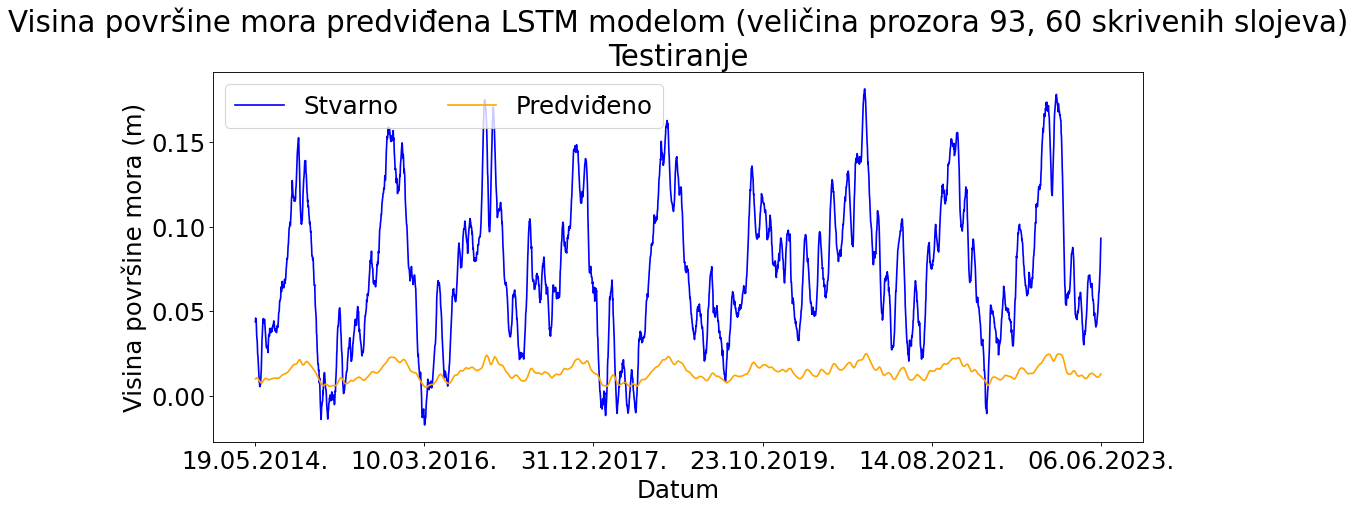 Visina površine mora predviđena LSTM modelom (veličina prozora 93, 60 skrivenih slojeva)
Testiranje
Stvarno
Predviđeno
Visina površine mora (m)
0.15
0.10
0.05
0.00
19.05.2014.
10.03.2016.
31.12.2017.
23.10.2019.
14.08.2021.
06.06.2023.
Datum